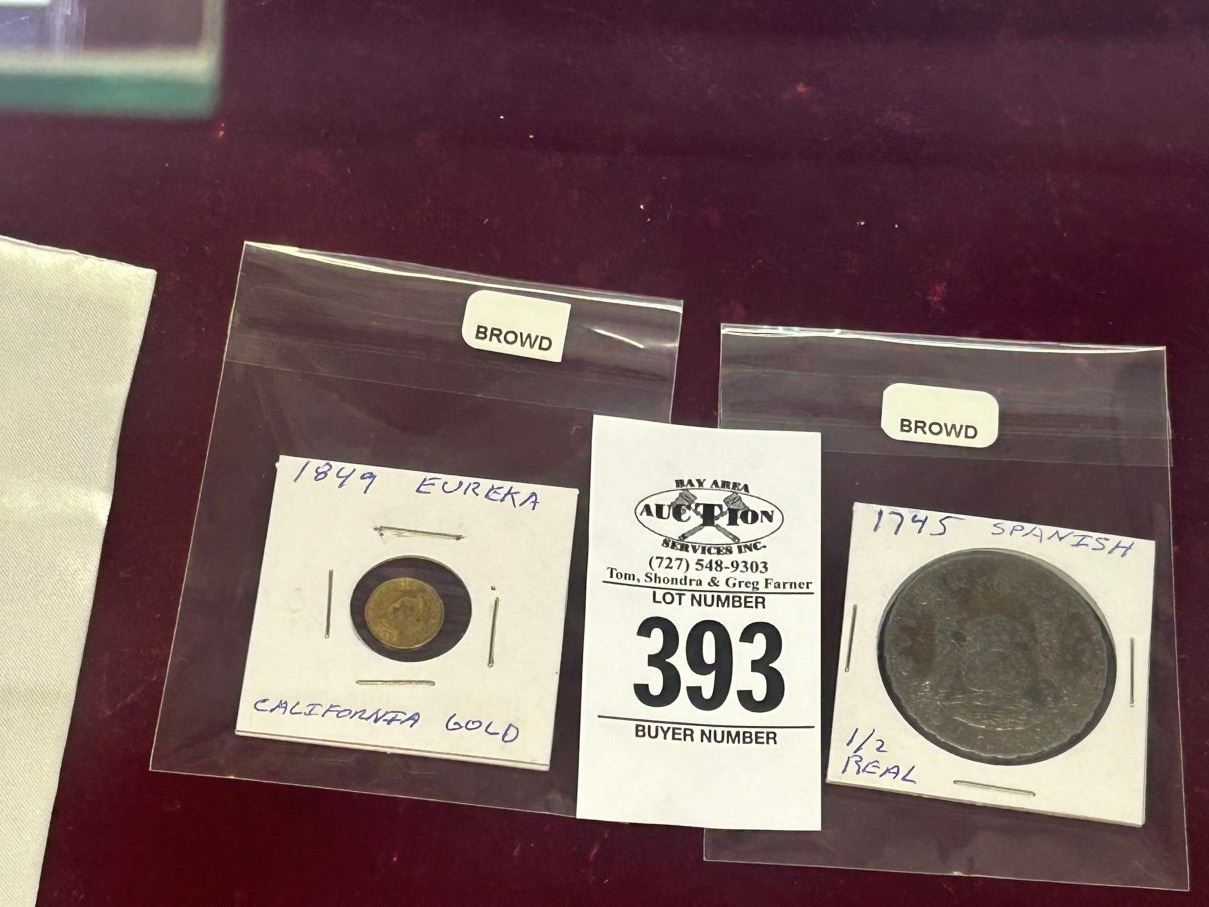 BROWD
1849 EUREKA
CALIFORNIA GOLD
BAY AREA
AUCTION
SERVICES INC.
(727) 548-9303
Tom, Shondra & Greg Farner
LOT NUMBER
393
BUYER NUMBER
BROWD
1745 SPANISH
1/2
REAL